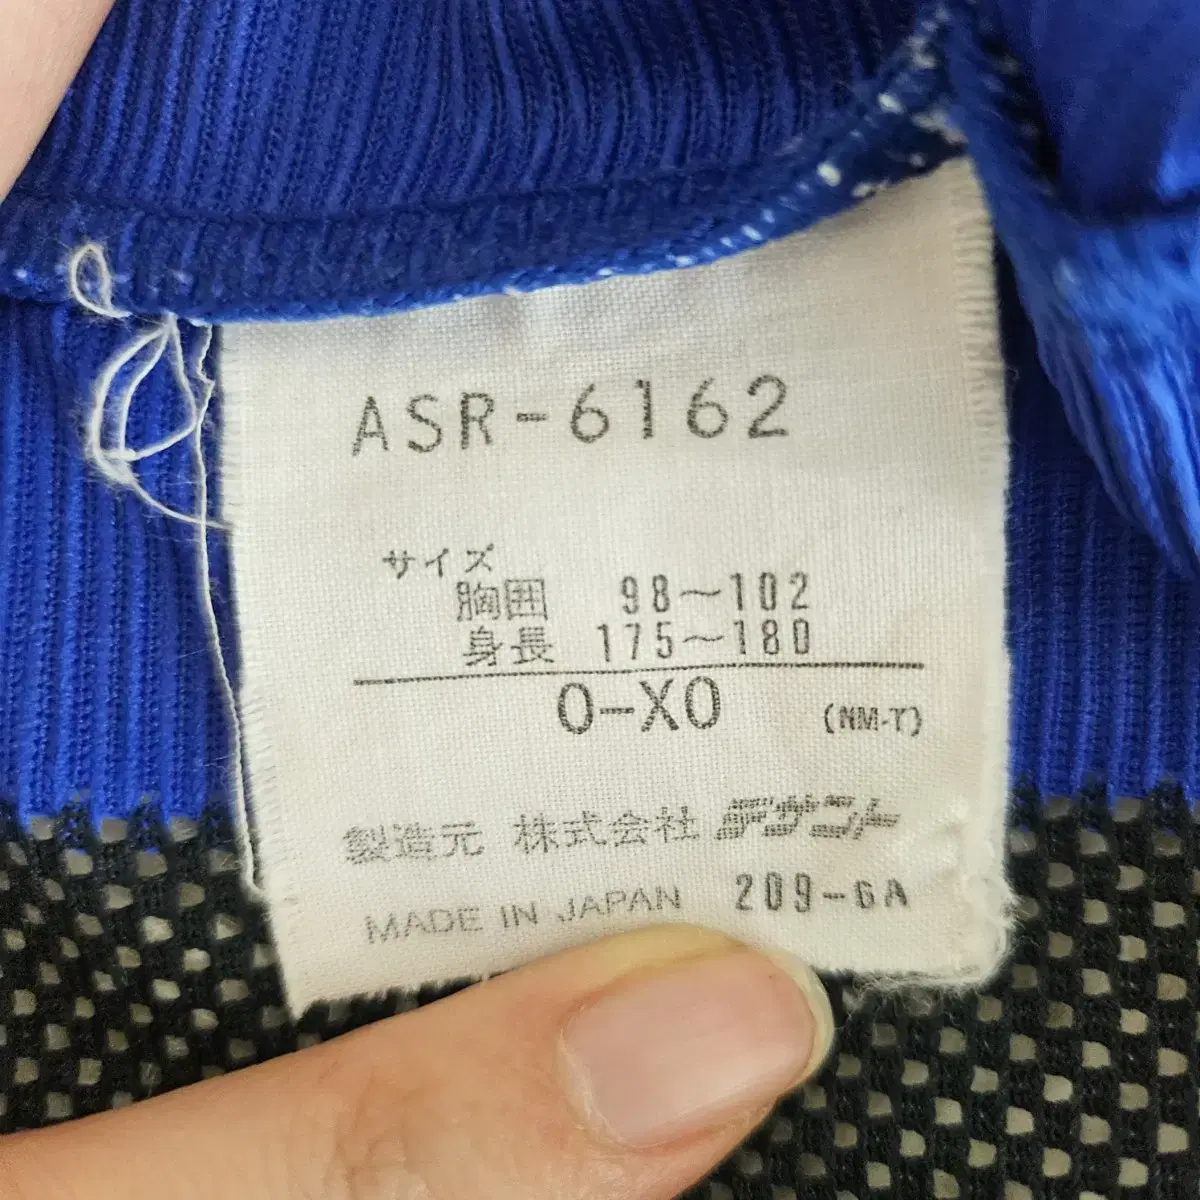 ASR-6162
サイズ
胸囲 98〜102
身長 175〜180
O-XO (NM-T)
製造元 株式会社 デサント
MADE IN JAPAN 209-6A